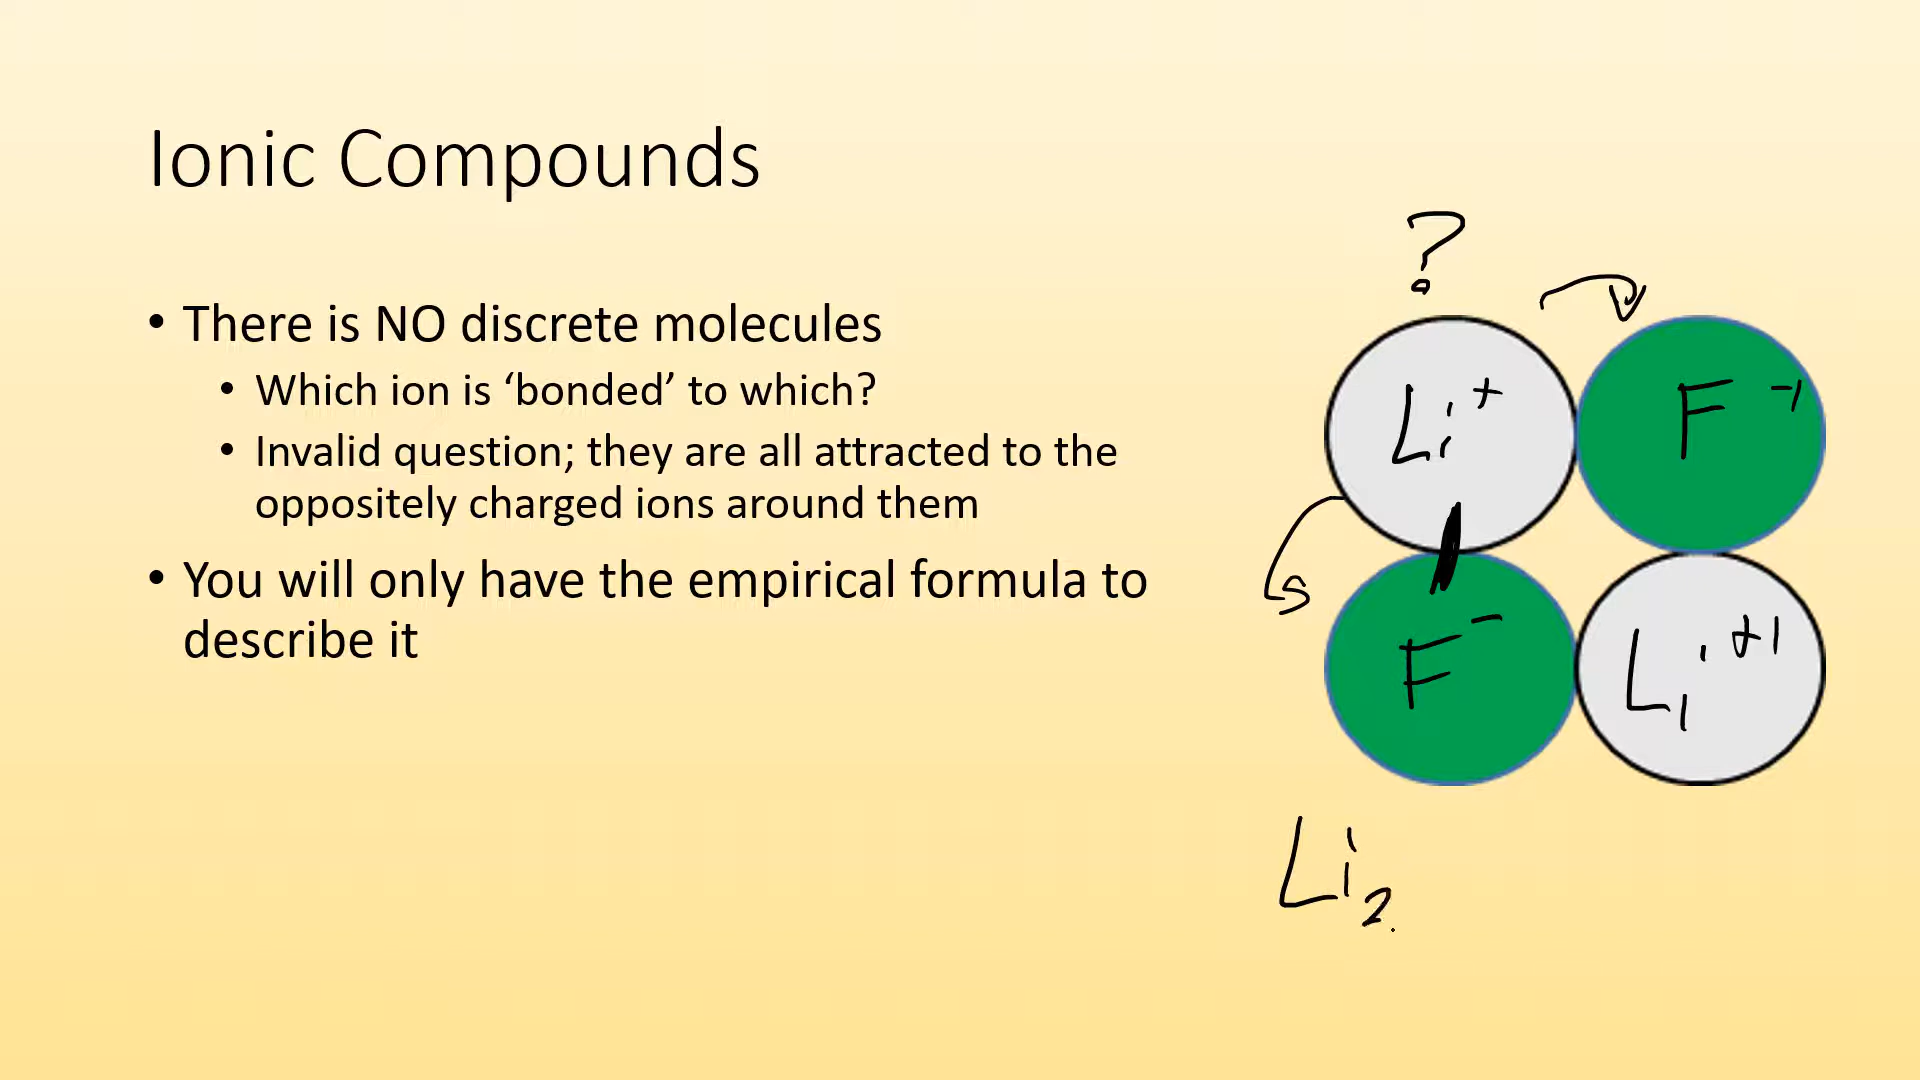 Ionic Compounds
• There is NO discrete molecules
• Which ion is ‘bonded’ to which?
• Invalid question; they are all attracted to the
oppositely charged ions around them
• You will only have the empirical formula to
describe it
?
Li+ F-1
F- Li+1
Li2